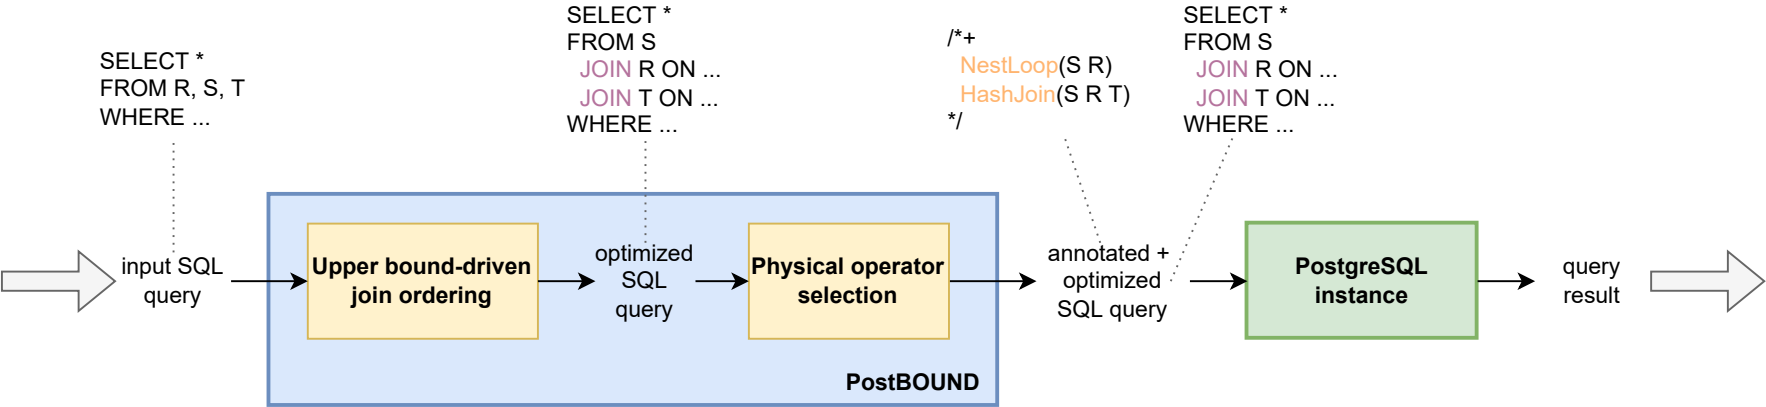 SELECT *
FROM R, S, T
WHERE ...
SELECT *
FROM S
JOIN R ON ...
JOIN T ON ...
WHERE ...
/*+
NestLoop(S R)
HashJoin(S R T)
*/
SELECT *
FROM S
JOIN R ON ...
JOIN T ON ...
WHERE ...
input SQL
query
Upper bound-driven
join ordering
optimized
SQL
query
Physical operator
selection
annotated +
optimized
SQL query
PostgreSQL
instance
query
result
PostBOUND